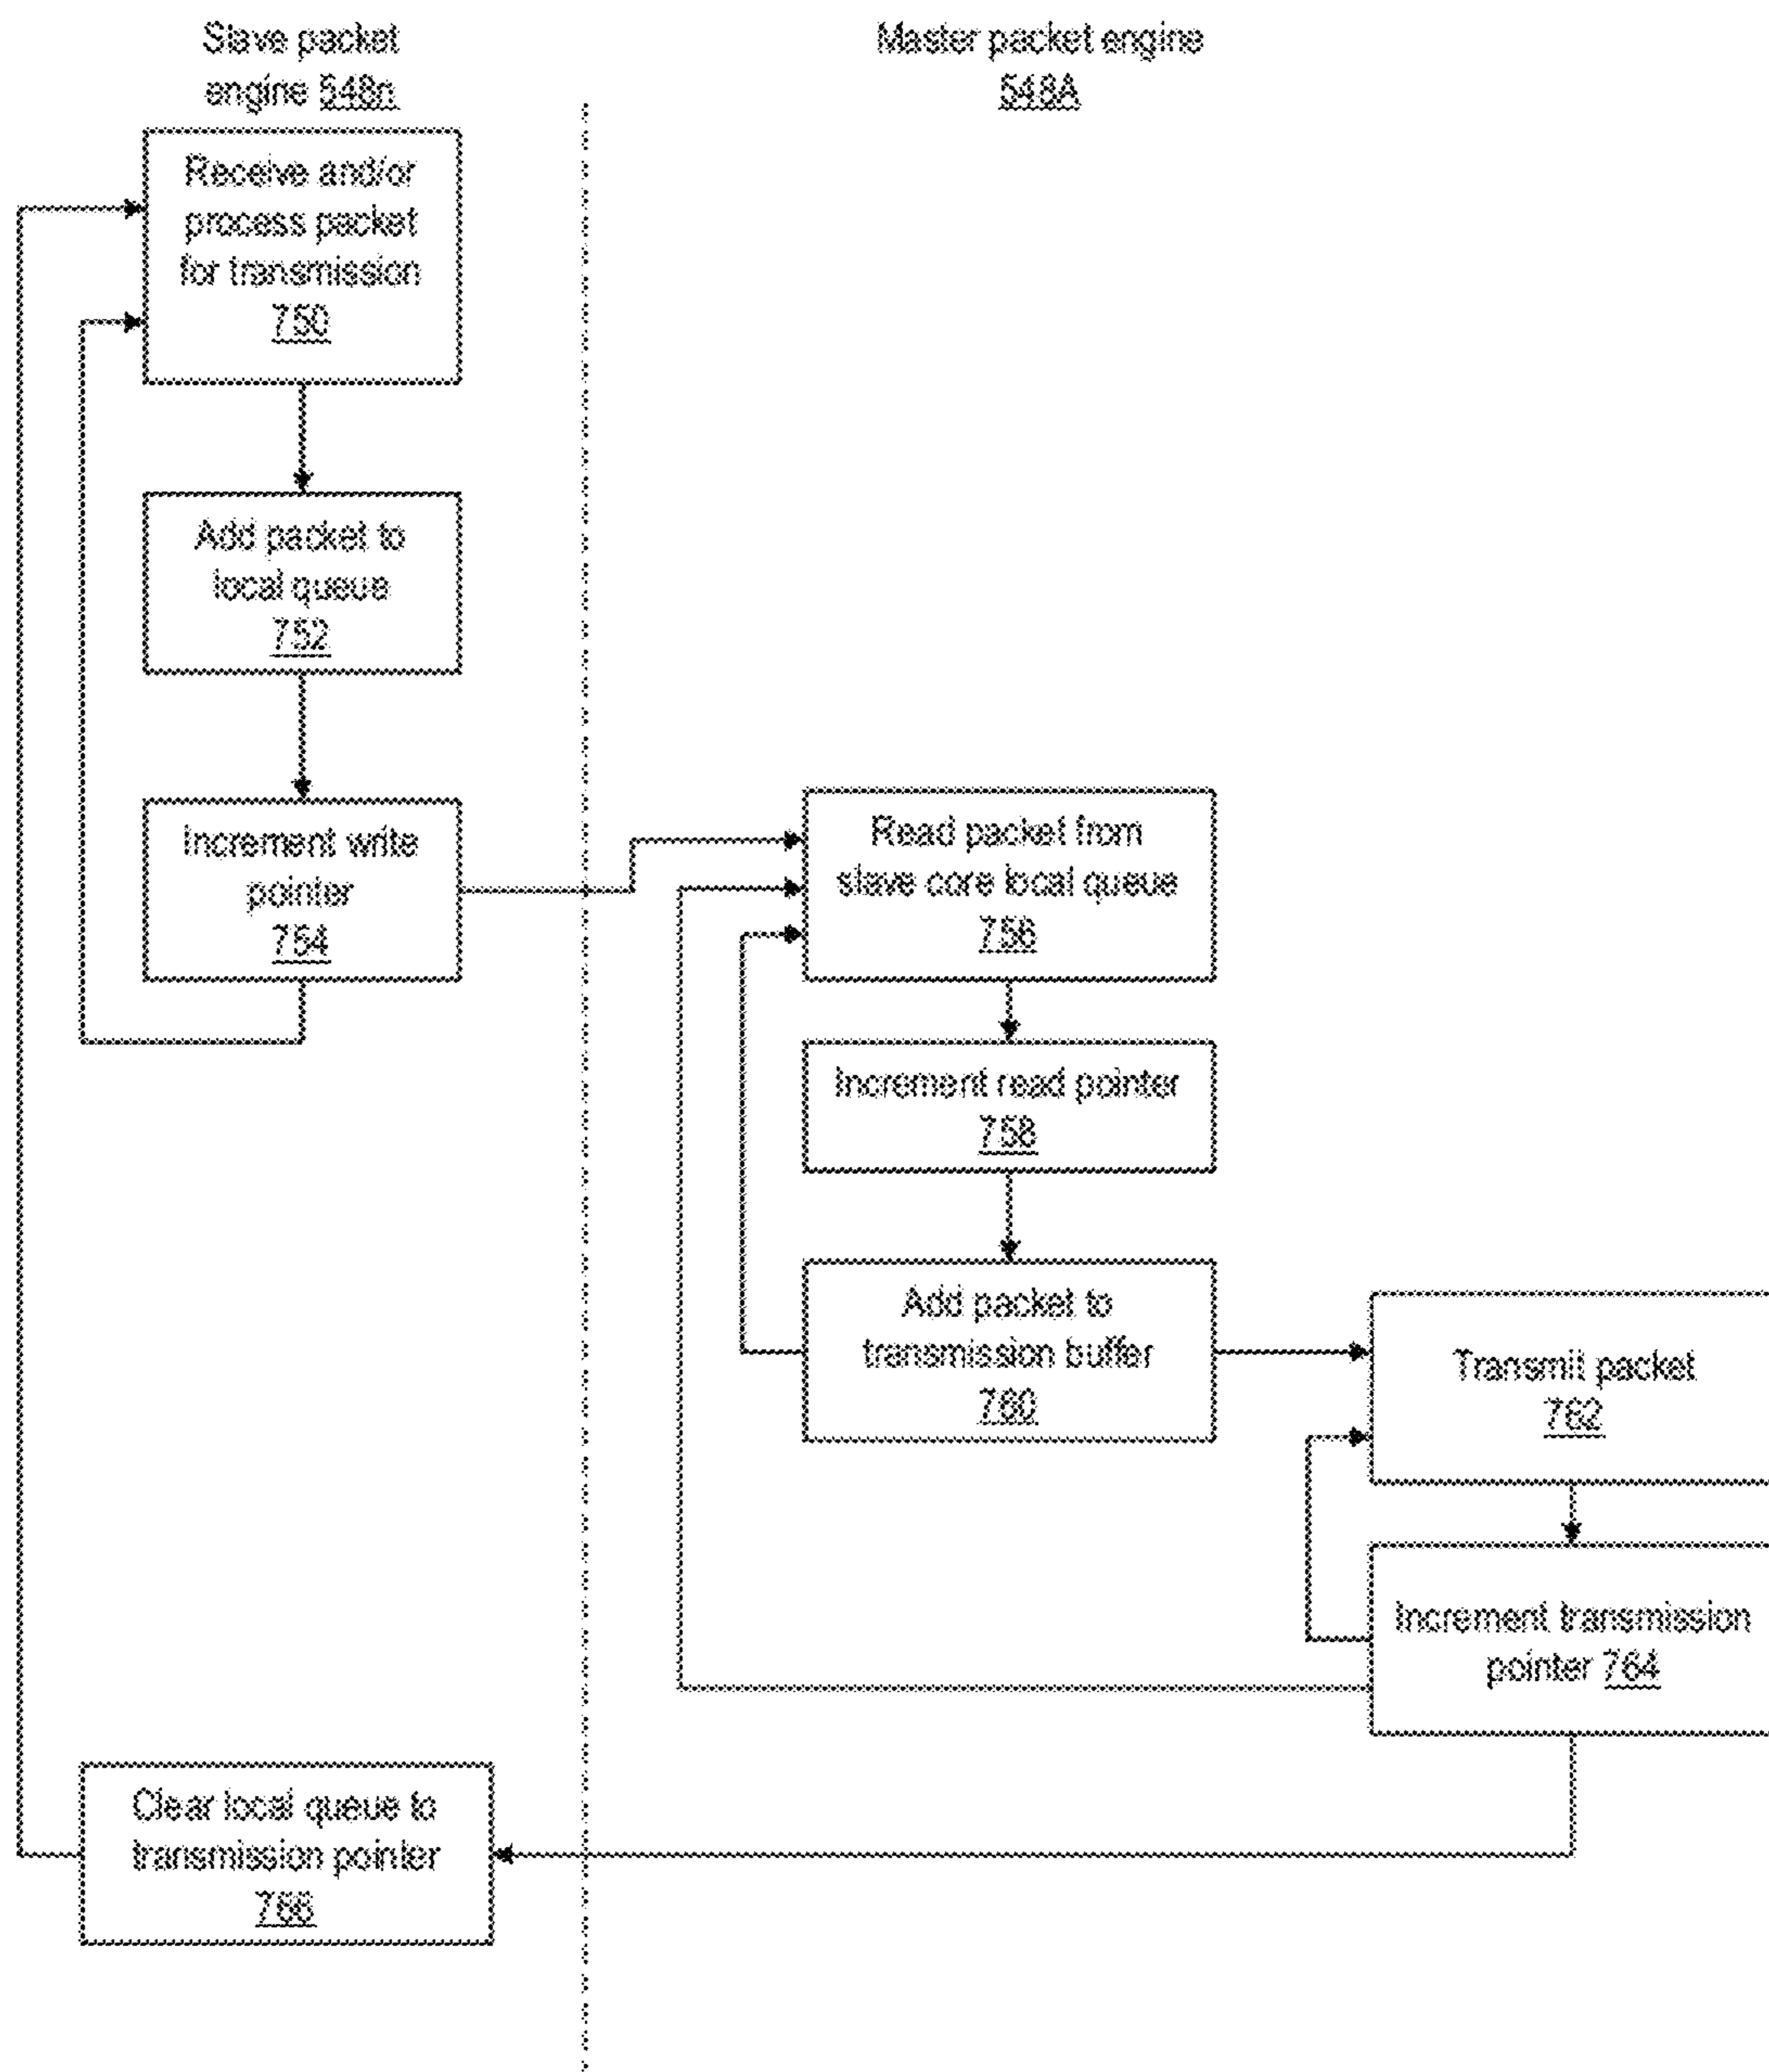 Slave packet
engine 548n
Master packet engine
548A
Receive and/or
process packet
for transmission
750
Add packet to
local queue
752
Increment write
pointer
754
Read packet from
slave core local queue
756
Increment read pointer
758
Add packet to
transmission buffer
760
Transmit packet
762
Increment transmission
pointer 764
Clear local queue to
transmission pointer
766